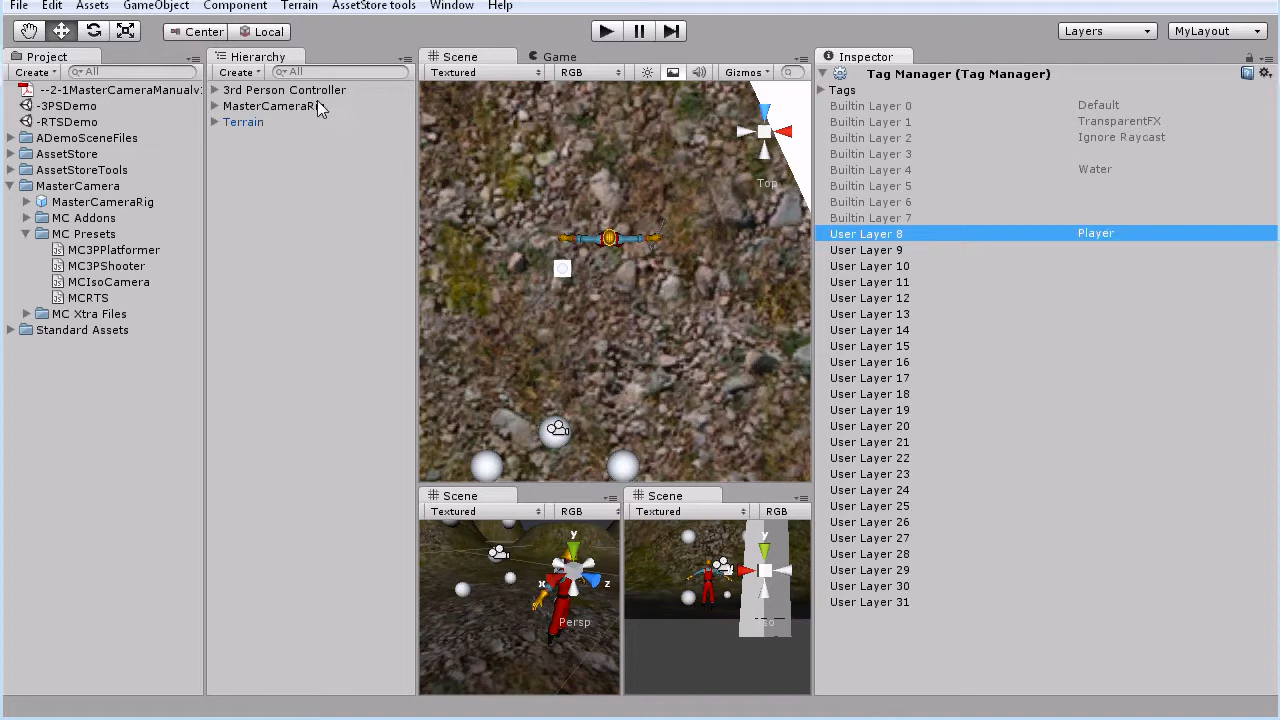 File Edit Assets GameObject Component Terrain AssetStore tools Window Help
Center Local Layers MyLayout
Project
Create All
--2-1MasterCameraManualv
-3PSDemo
-RTSDemo
ADemoSceneFiles
AssetStore
AssetStoreTools
MasterCamera
MasterCameraRig
MC Addons
MC Presets
MC3PPlatformer
MC3PShooter
MCIsoCamera
MCRTS
MC Xtra Files
Standard Assets
Hierarchy
Create All
3rd Person Controller
MasterCameraRi
Terrain
Scene Game
Textured RGB Gizmos
Top
Scene
Textured RGB
y
x z
Persp
Scene
Textured RGB
y
Inspector
Tag Manager (Tag Manager)
Tags
Builtin Layer 0 Default
Builtin Layer 1 TransparentFX
Builtin Layer 2 Ignore Raycast
Builtin Layer 3
Builtin Layer 4 Water
Builtin Layer 5
Builtin Layer 6
Builtin Layer 7
User Layer 8 Player
User Layer 9
User Layer 10
User Layer 11
User Layer 12
User Layer 13
User Layer 14
User Layer 15
User Layer 16
User Layer 17
User Layer 18
User Layer 19
User Layer 20
User Layer 21
User Layer 22
User Layer 23
User Layer 24
User Layer 25
User Layer 26
User Layer 27
User Layer 28
User Layer 29
User Layer 30
User Layer 31